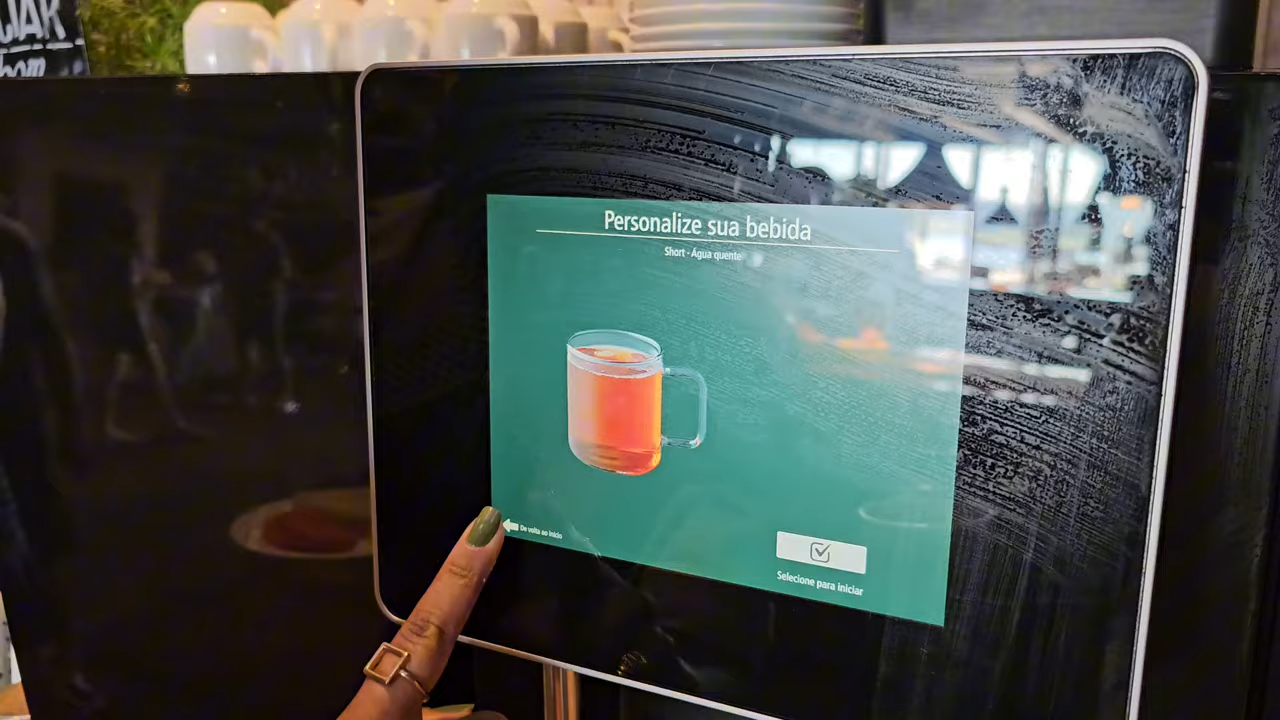 Personalize sua bebida
Short - Água quente
De volta ao início
Selecione para iniciar